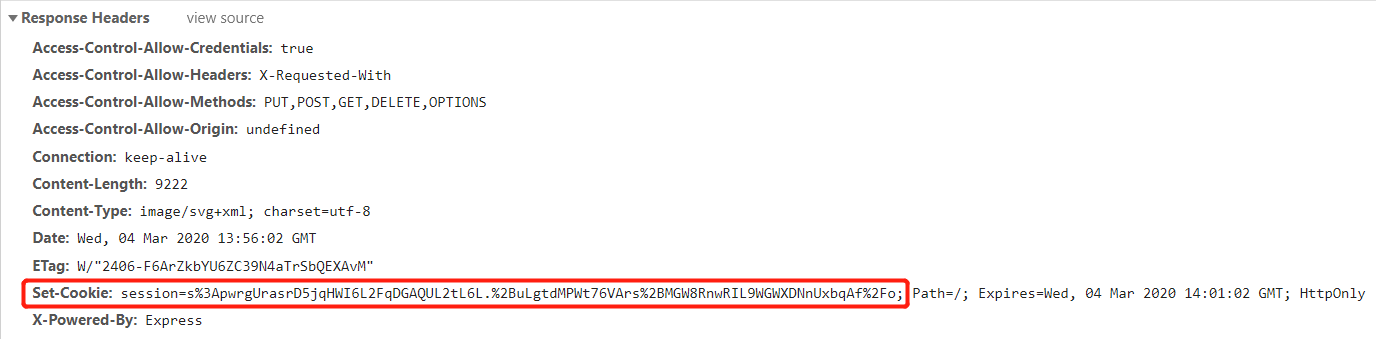 Response Headers view source
Access-Control-Allow-Credentials: true
Access-Control-Allow-Headers: X-Requested-With
Access-Control-Allow-Methods: PUT,POST,GET,DELETE,OPTIONS
Access-Control-Allow-Origin: undefined
Connection: keep-alive
Content-Length: 9222
Content-Type: image/svg+xml; charset=utf-8
Date: Wed, 04 Mar 2020 13:56:02 GMT
ETag: W/"2406-F6ArZkbYU6ZC39N4aTrSbQEXAvM"
Set-Cookie: session=s%3ApwrgUrasrD5jqHWI6L2FqDGAQUL2tL6L.%2BuLgtdMPWt76VArs%2BMGW8RnwRIL9WGWXDNnUxbqAf%2Fo; Path=/; Expires=Wed, 04 Mar 2020 14:01:02 GMT; HttpOnly
X-Powered-By: Express